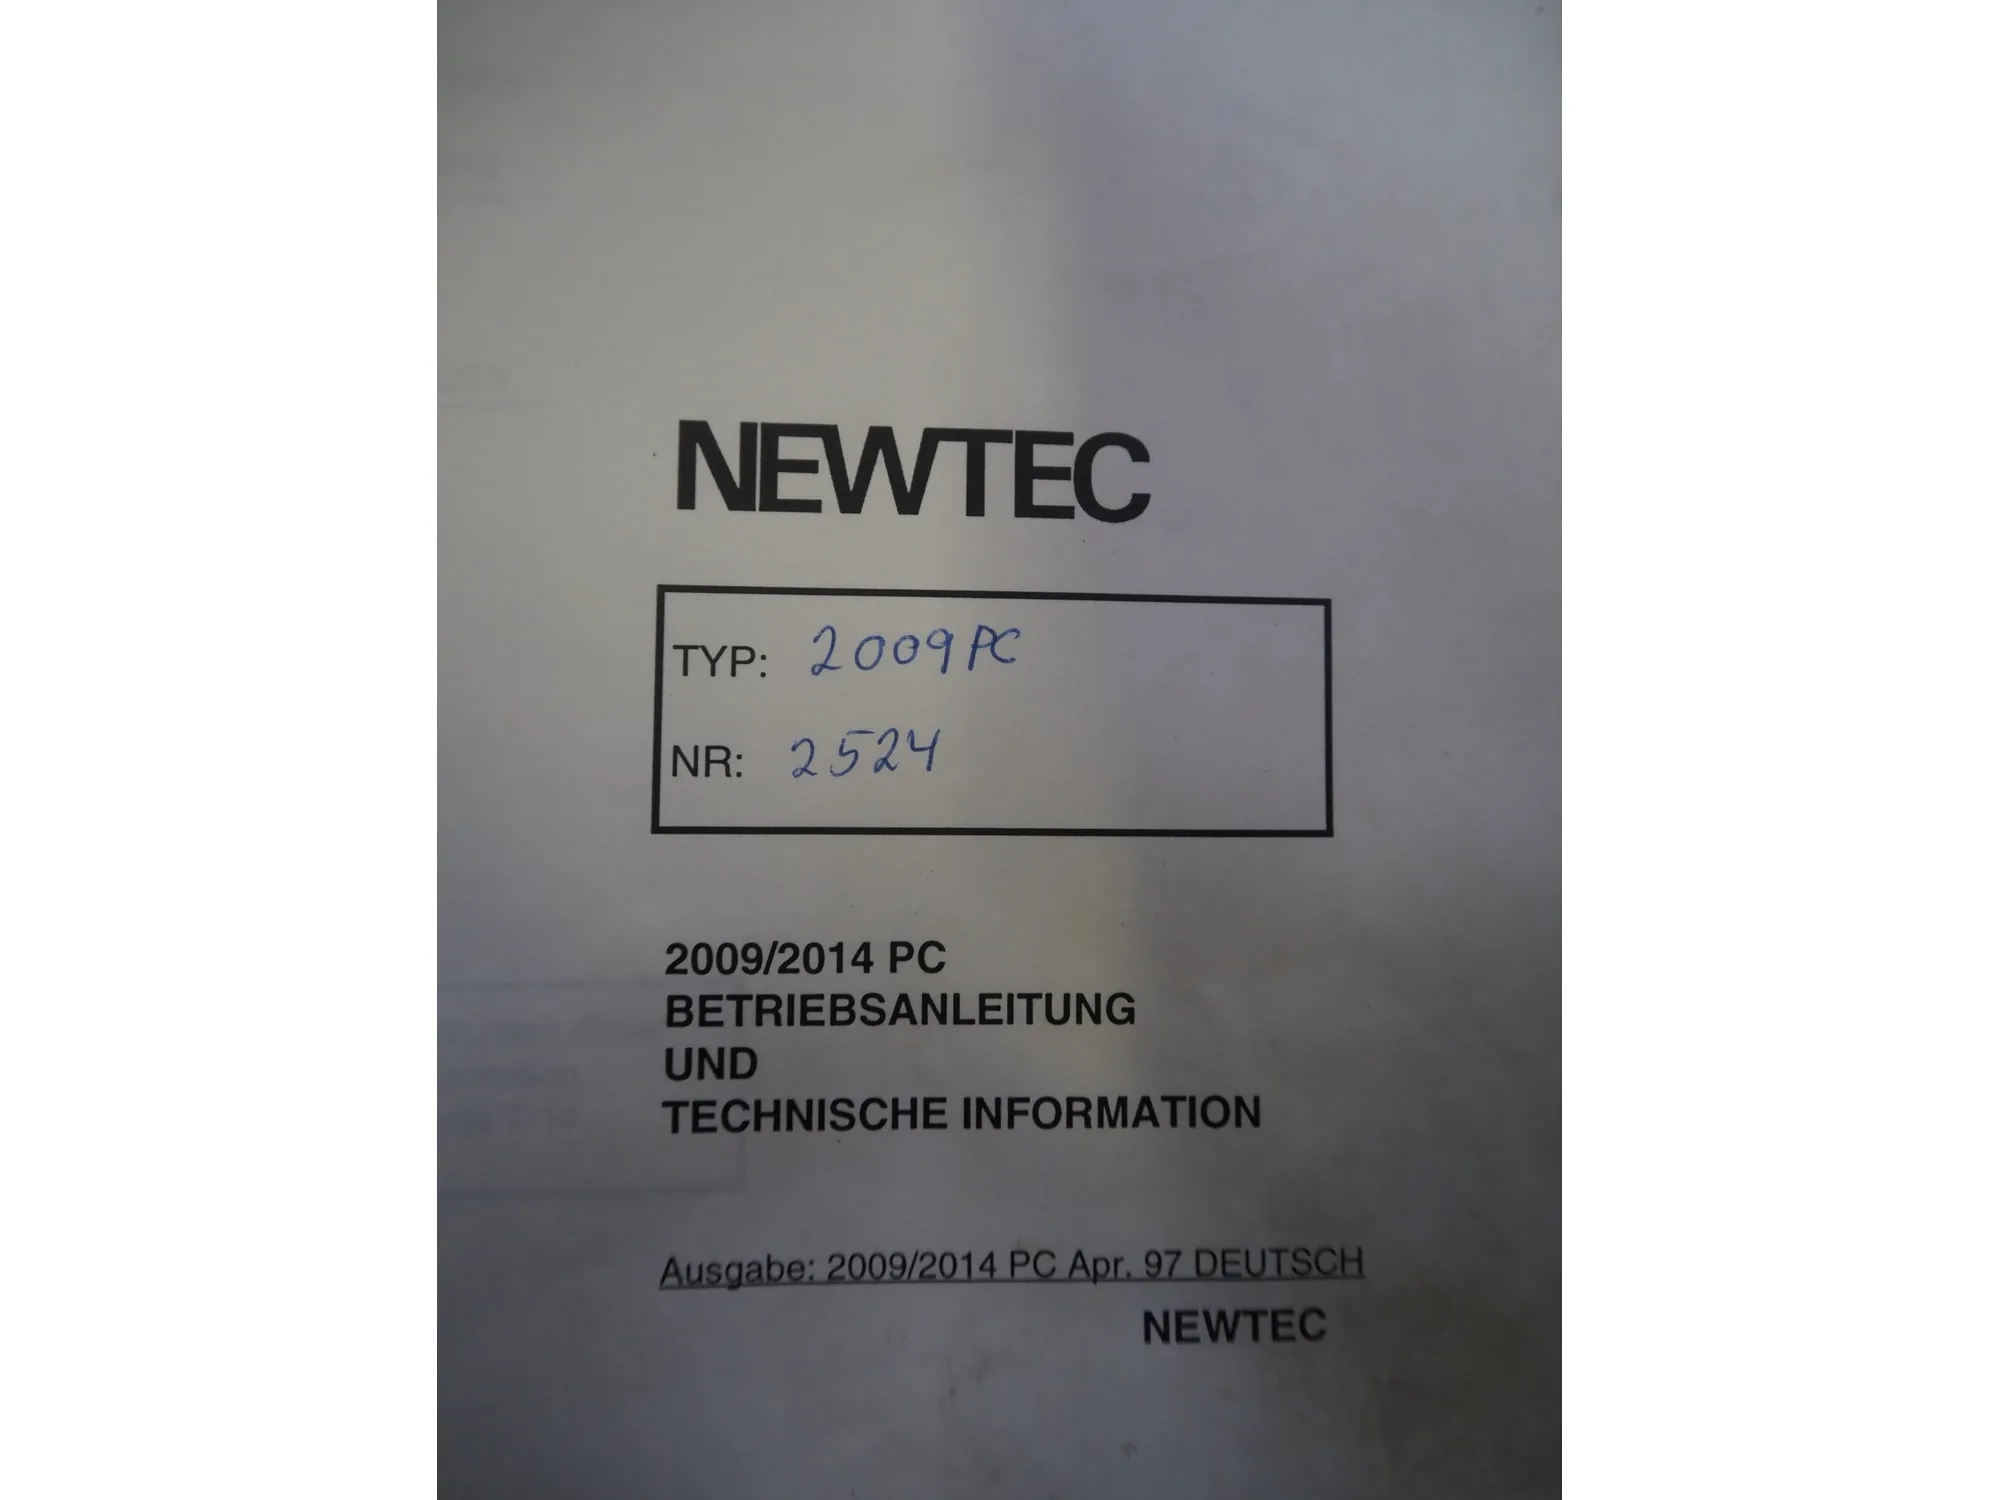 NEWTEC
TYP: 2009PC
NR: 2524
2009/2014 PC
BETRIEBSANLEITUNG
UND
TECHNISCHE INFORMATION
Ausgabe: 2009/2014 PC Apr. 97 DEUTSCH
NEWTEC